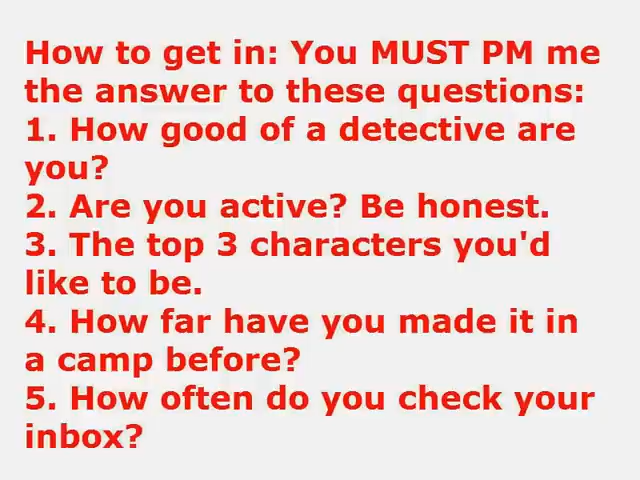 How to get in: You MUST PM me
the answer to these questions:
1. How good of a detective are
you?
2. Are you active? Be honest.
3. The top 3 characters you'd
like to be.
4. How far have you made it in
a camp before?
5. How often do you check your
inbox?